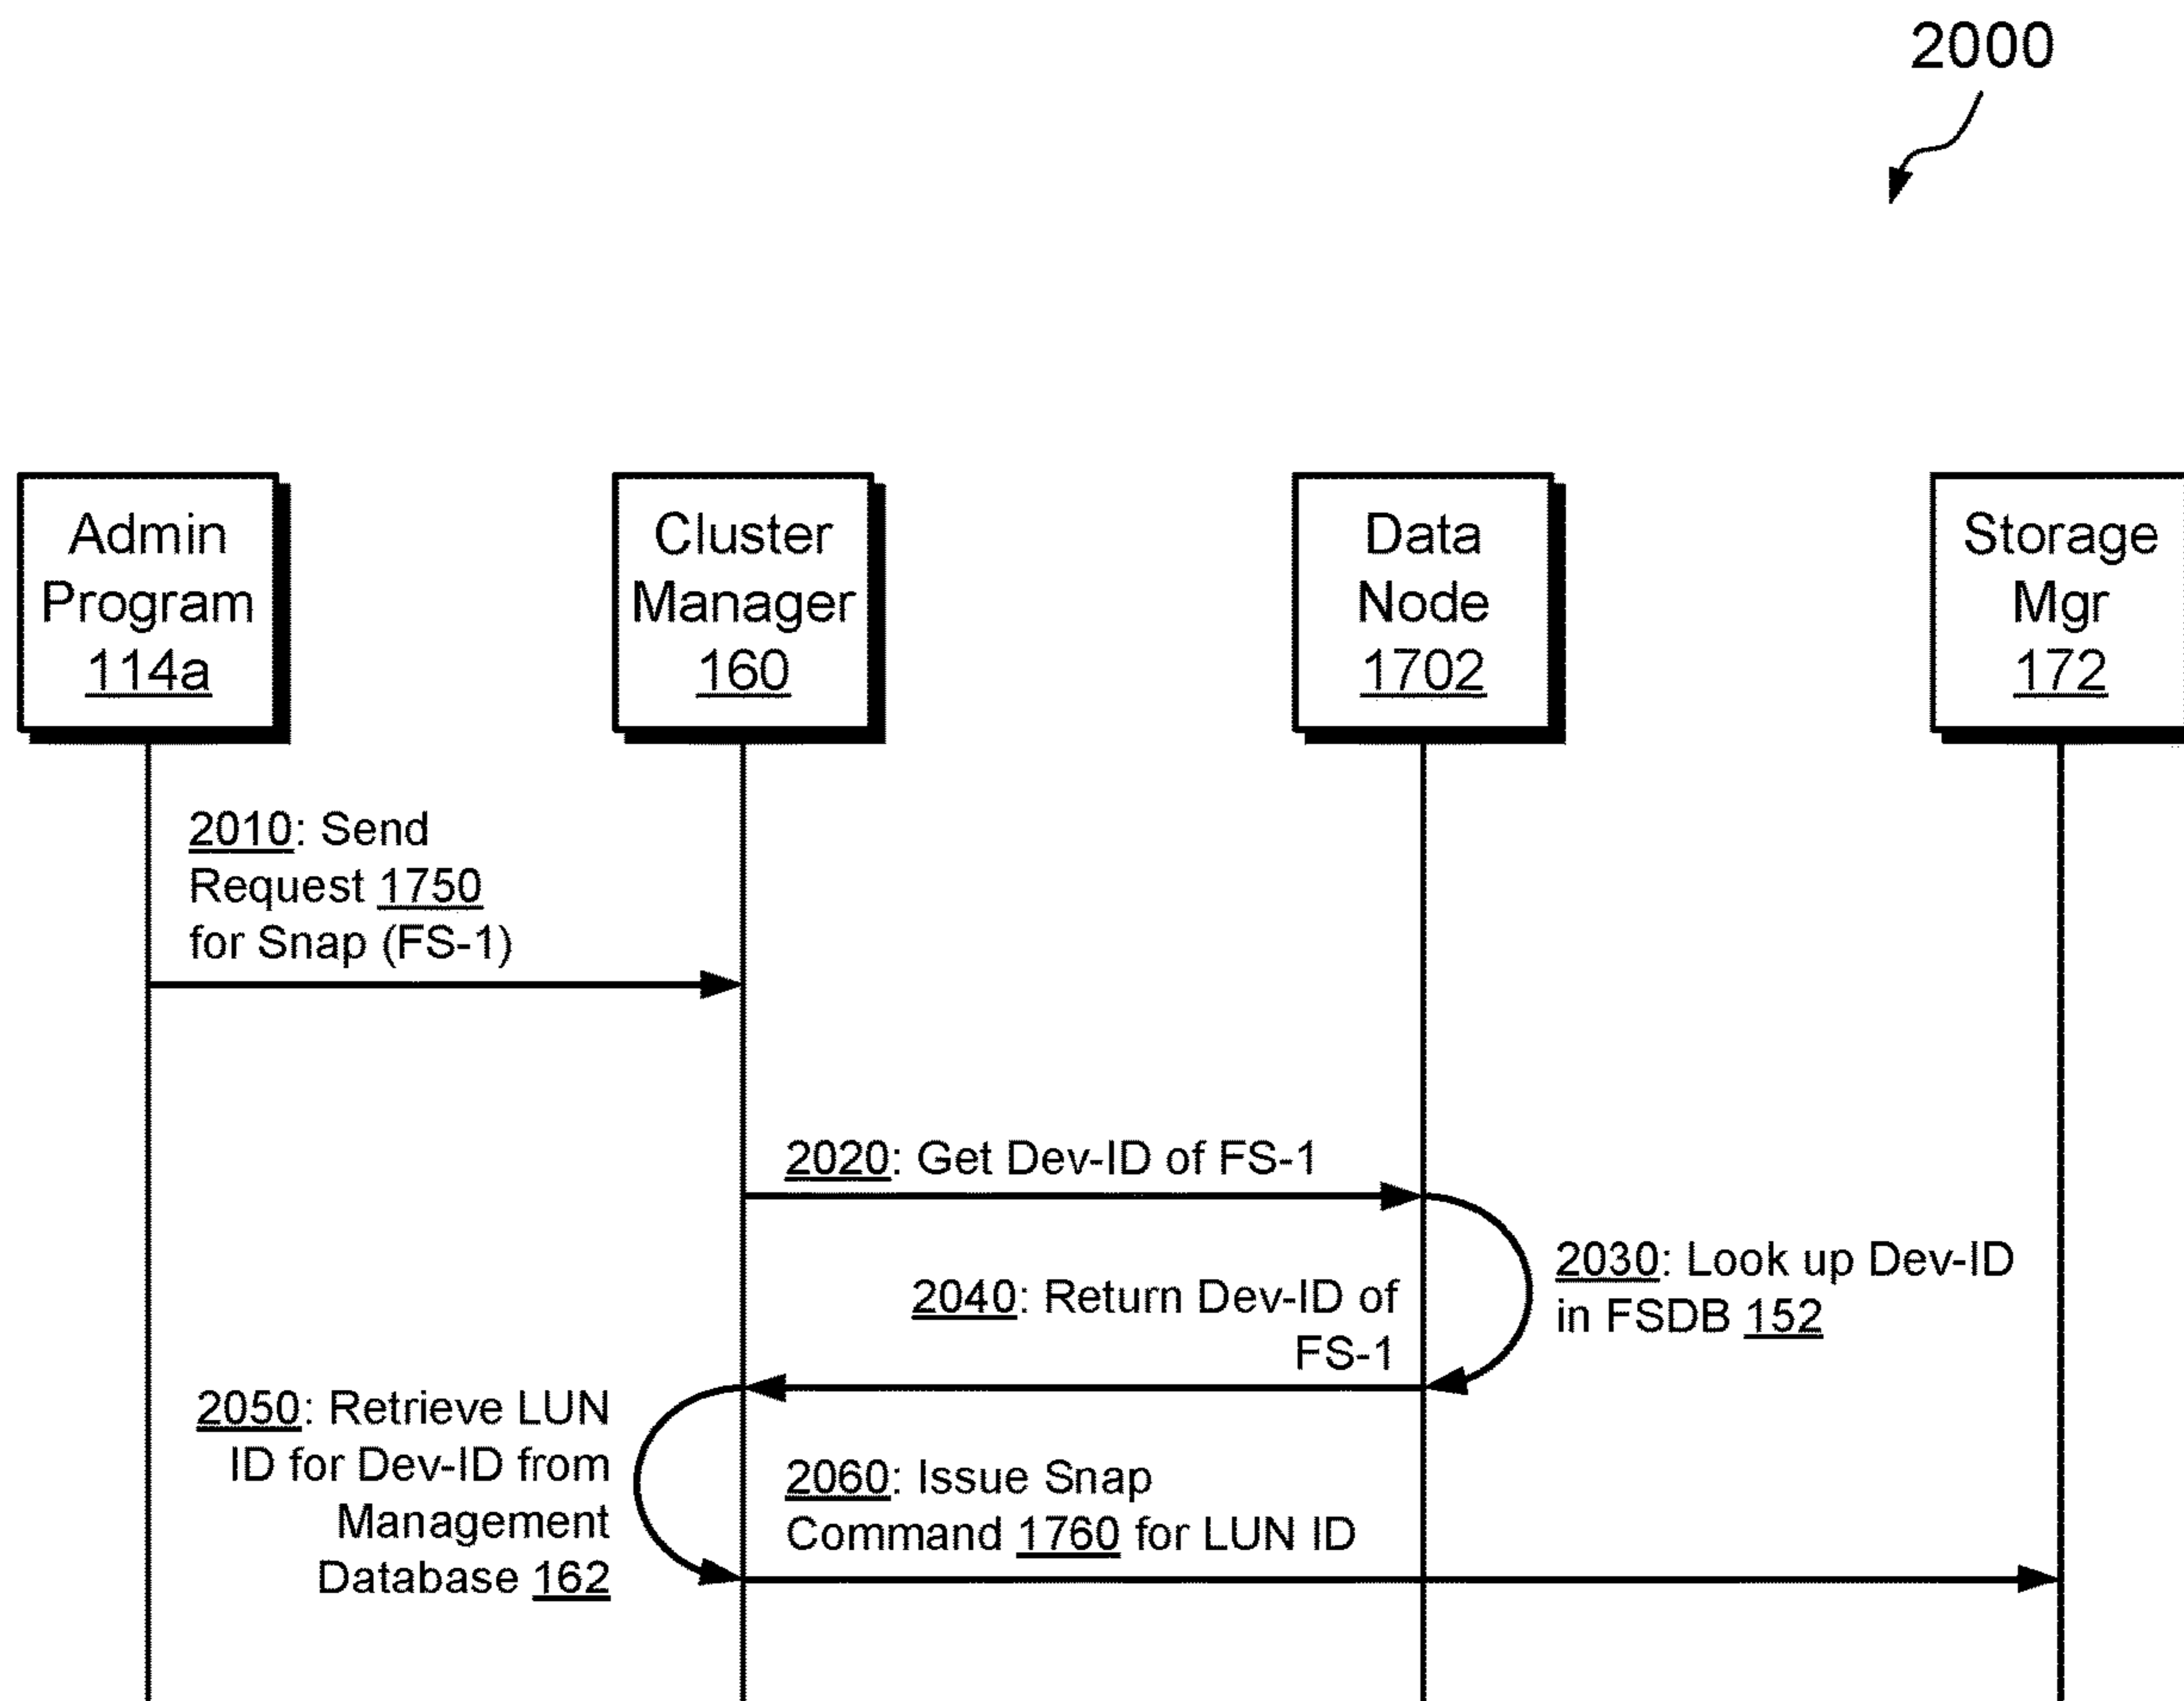 2000
Admin
Program
114a
Cluster
Manager
160
Data
Node
1702
Storage
Mgr
172
2010: Send
Request 1750
for Snap (FS-1)
2020: Get Dev-ID of FS-1
2030: Look up Dev-ID
in FSDB 152
2040: Return Dev-ID of
FS-1
2050: Retrieve LUN
ID for Dev-ID from
Management
Database 162
2060: Issue Snap
Command 1760 for LUN ID